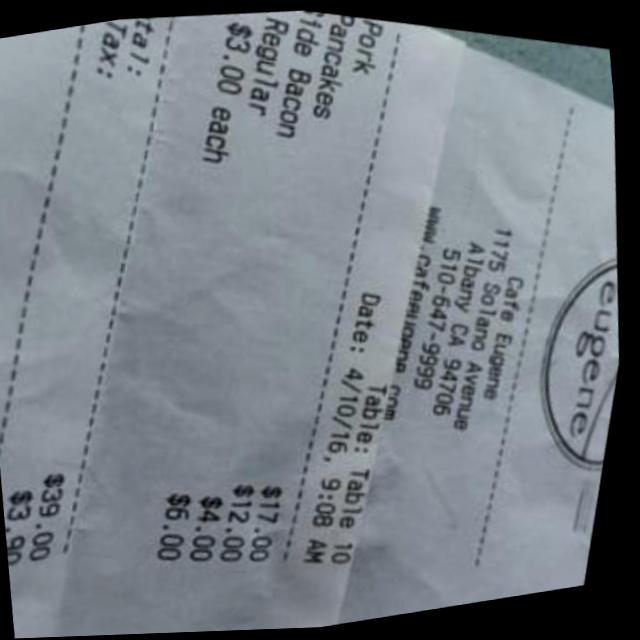 eugene
Cafe Eugene
1175 Solano Avenue
Albany CA 94706
510-647-9999
www.cafeeugene.com
Table: Table 10
Date: 4/10/16, 9:08 AM
Pork $17.00
Pancakes $12.00
de Bacon $4.00
Regular $6.00
$3.00 each
tal: $39.00
Tax: $3.90